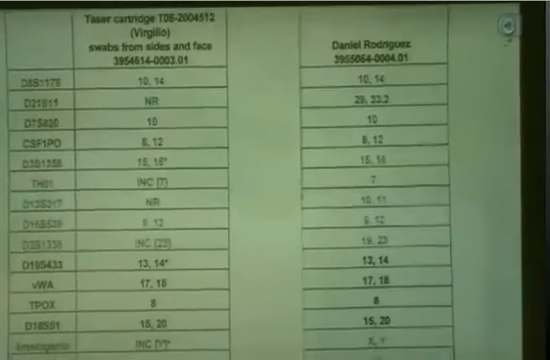 Taser cartridge T08-2004512
(Virgilio)
swabs from sides and face
3954614-0003.01
Daniel Rodriguez
3955064-0004.01
D8S1179 10, 14 10, 14
D21S11 NR 29, 33.2
D7S820 10 10
CSF1PO 8, 12 8, 12
D3S1358 15, 16* 15, 16
TH01 INC (7) 7
D13S317 NR 10, 11
D16S539 9, 12 9, 12
INC (23) 19, 23
D19S433 13, 14* 13, 14
vWA 17, 18 17, 18
TPOX 8 8
D18S51 15, 20 15, 20
INC (Y)* X, Y